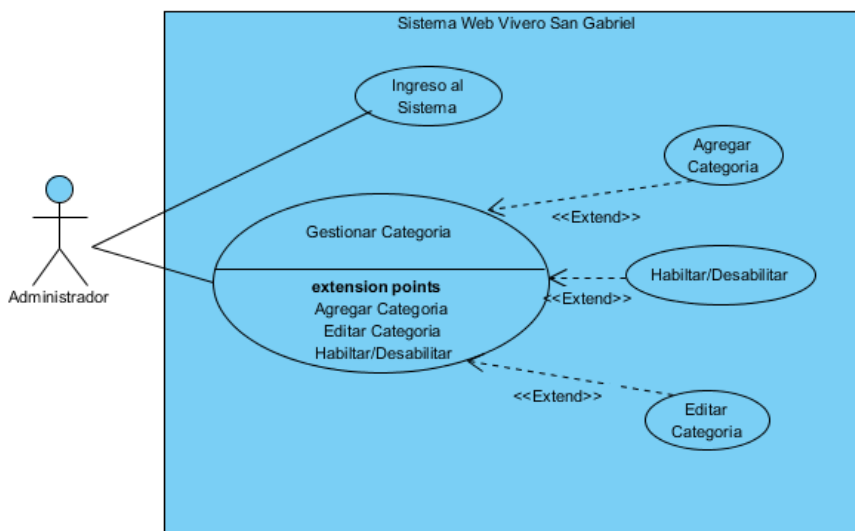 Sistema Web Vivero San Gabriel
Ingreso al
Sistema
Agregar
Categoria
<<Extend>>
Gestionar Categoria
Habiltar/Desabilitar
<<Extend>>
extension points
Agregar Categoria
Editar Categoria
Habiltar/Desabilitar
Administrador
<<Extend>>
Editar
Categoria